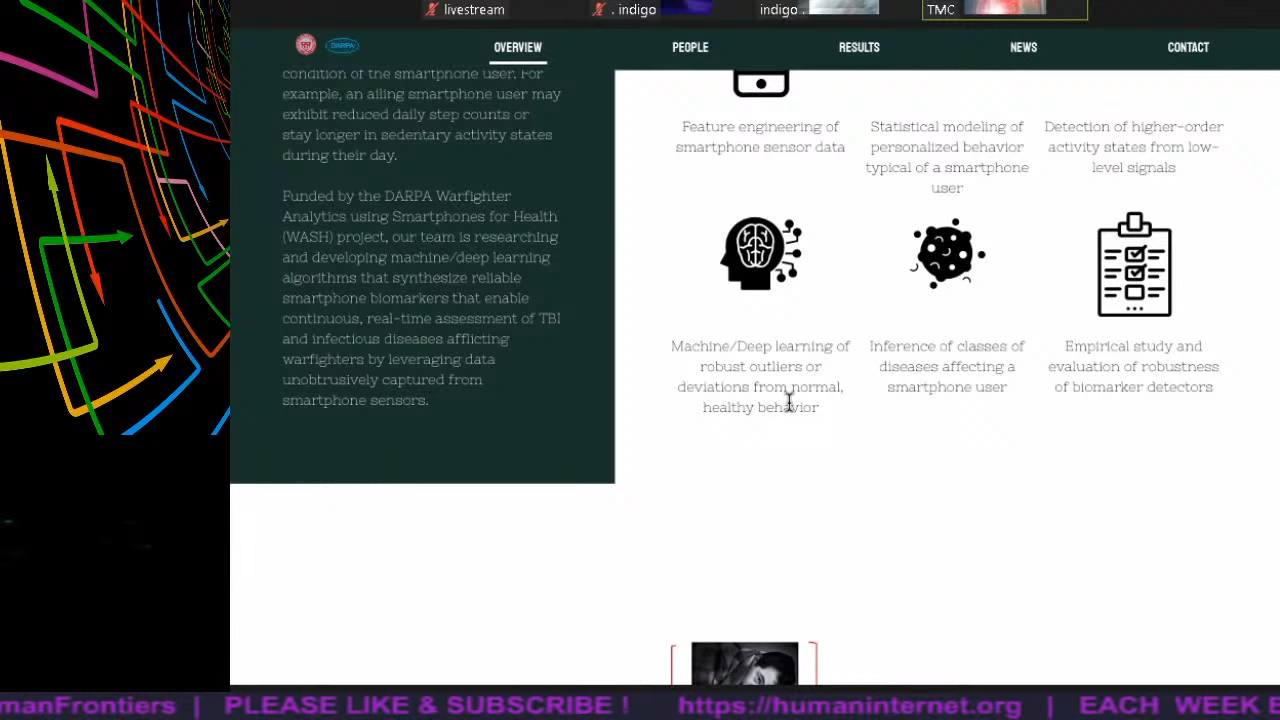 livestream
. indigo
indigo .
TMC
DARPA
OVERVIEW
PEOPLE
RESULTS
NEWS
CONTACT
condition of the smartphone user. For
example, an ailing smartphone user may
exhibit reduced daily step counts or
stay longer in sedentary activity states
during their day.
Funded by the DARPA Warfighter
Analytics using Smartphones for Health
(WASH) project, our team is researching
and developing machine/deep learning
algorithms that synthesize reliable
smartphone biomarkers that enable
continuous, real-time assessment of TBI
and infectious diseases afflicting
warfighters by leveraging data
unobtrusively captured from
smartphone sensors.
Feature engineering of
smartphone sensor data
Statistical modeling of
personalized behavior
typical of a smartphone
user
Detection of higher-order
activity states from low-
level signals
Machine/Deep learning of
robust outliers or
deviations from normal,
healthy behavior
Inference of classes of
diseases affecting a
smartphone user
Empirical study and
evaluation of robustness
of biomarker detectors
manFrontiers | PLEASE LIKE & SUBSCRIBE ! https://humaninternet.org | EACH WEEK